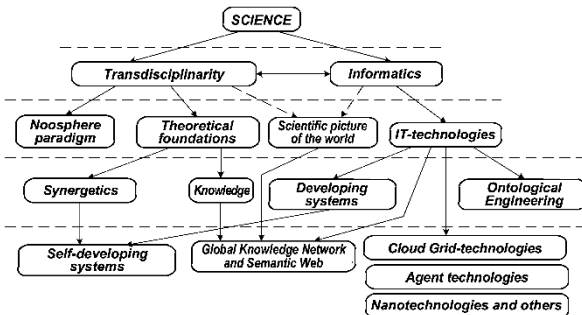 SCIENCE
Transdisciplinarity
Informatics
Noosphere
paradigm
Theoretical
foundations
Scientific picture
of the world
IT-technologies
Synergetics
Knowledge
Developing
systems
Ontological
Engineering
Self-developing
systems
Global Knowledge Network
and Semantic Web
Cloud Grid-technologies
Agent technologies
Nanotechnologies and others